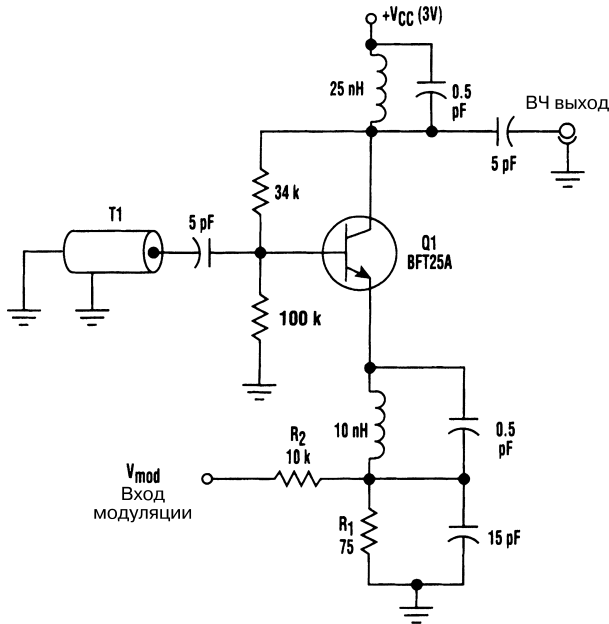 +VCC (3V)
25 nH
0.5
pF
ВЧ выход
5 pF
34 k
T1
5 pF
Q1
BFT25A
100 k
10 nH
0.5
pF
R2
10 k
Vmod
Вход
модуляции
R1
75
15 pF